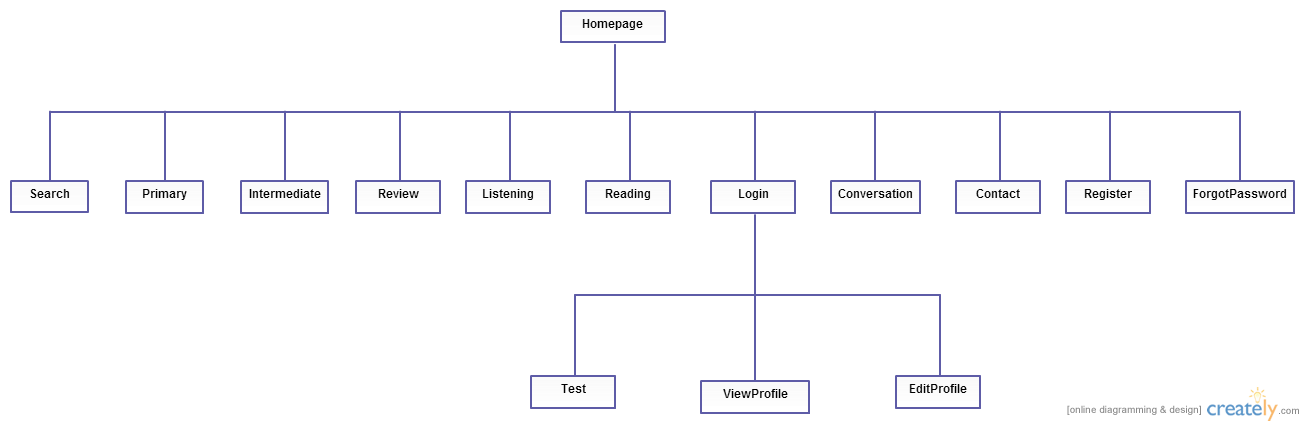 Homepage
Search
Primary
Intermediate
Review
Listening
Reading
Login
Conversation
Contact
Register
ForgotPassword
Test
ViewProfile
EditProfile
[online diagramming & design] creately.com